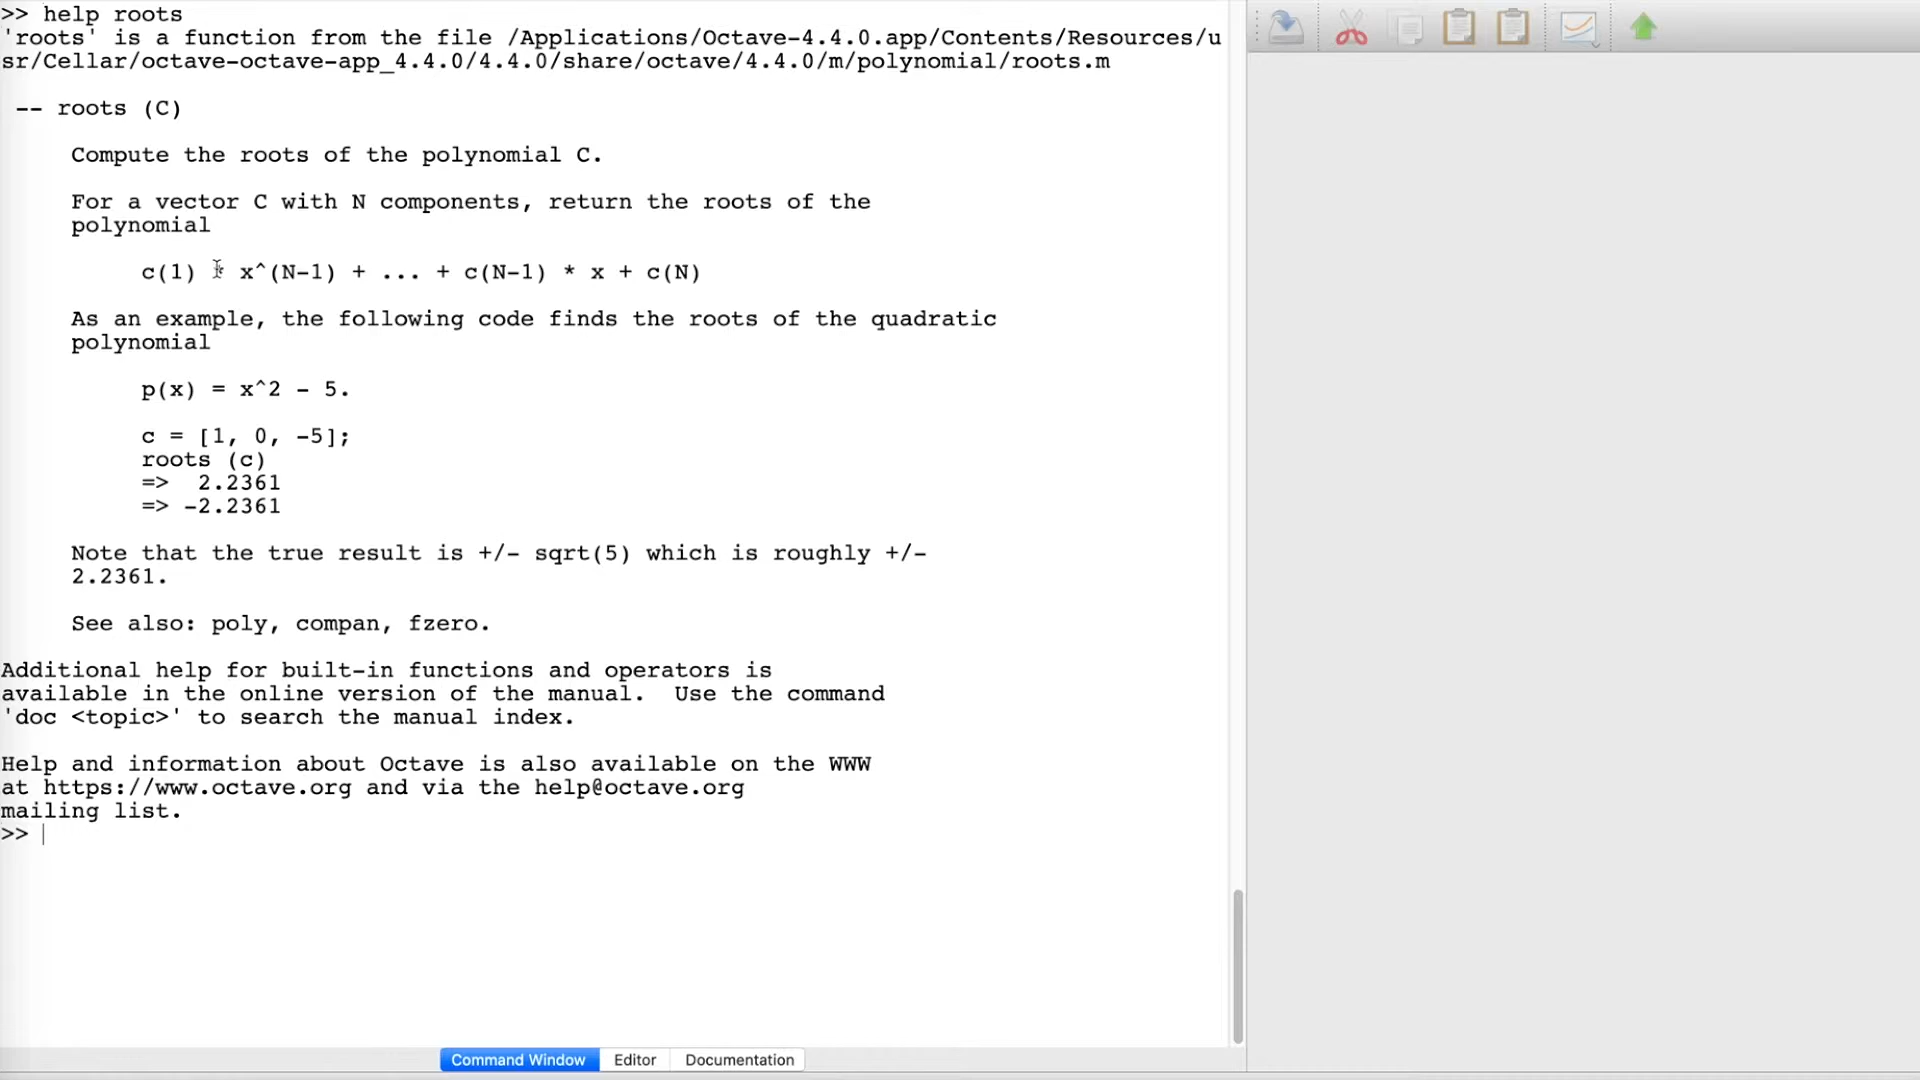 >> help roots
'roots' is a function from the file /Applications/Octave-4.4.0.app/Contents/Resources/u
sr/Cellar/octave-octave-app_4.4.0/4.4.0/share/octave/4.4.0/m/polynomial/roots.m
-- roots (C)
Compute the roots of the polynomial C.
For a vector C with N components, return the roots of the
polynomial
c(1) * x^(N-1) + ... + c(N-1) * x + c(N)
As an example, the following code finds the roots of the quadratic
polynomial
p(x) = x^2 - 5.
c = [1, 0, -5];
roots (c)
=>  2.2361
=> -2.2361
Note that the true result is +/- sqrt(5) which is roughly +/-
2.2361.
See also: poly, compan, fzero.
Additional help for built-in functions and operators is
available in the online version of the manual.  Use the command
'doc <topic>' to search the manual index.
Help and information about Octave is also available on the WWW
at https://www.octave.org and via the help@octave.org
mailing list.
>>
Command Window Editor Documentation